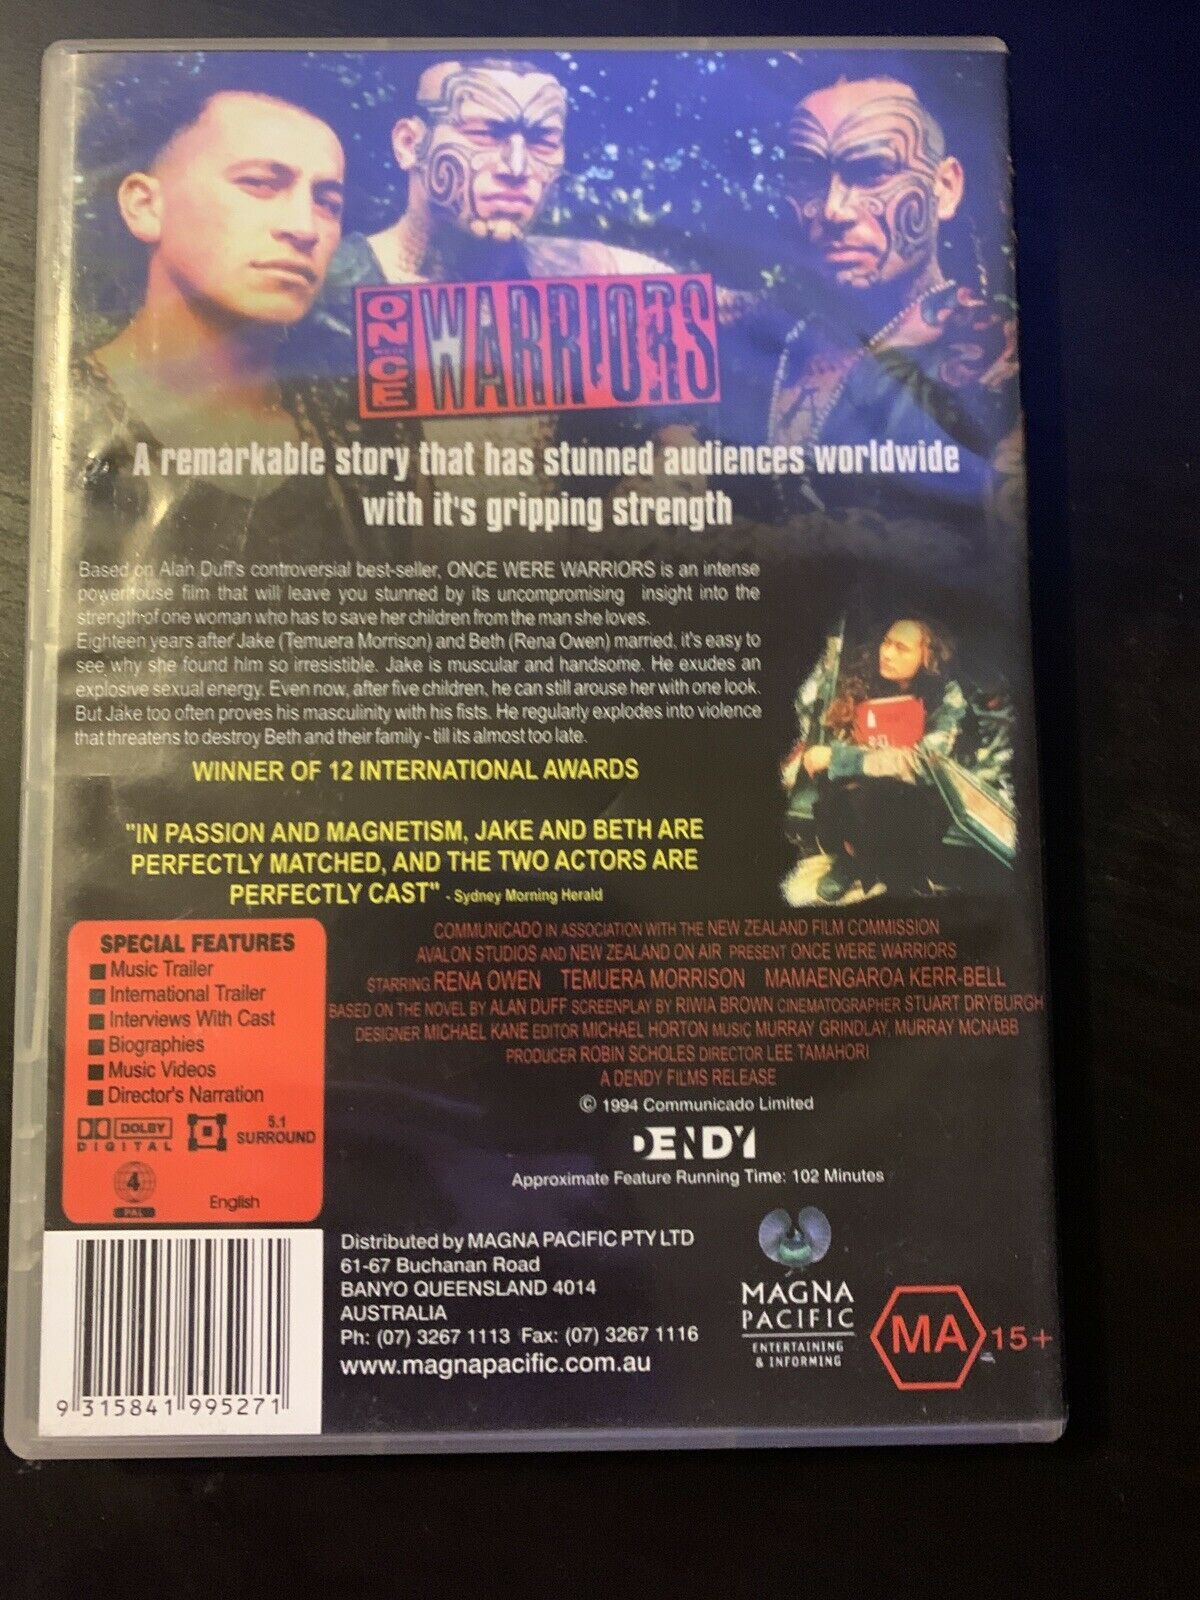 ONCE WERE WARRIORS
A remarkable story that has stunned audiences worldwide
with it's gripping strength
Based on Alan Duff's controversial best-seller, ONCE WERE WARRIORS is an intense
powerhouse film that will leave you stunned by its uncompromising insight into the
strength of one woman who has to save her children from the man she loves.
Eighteen years after Jake (Temuera Morrison) and Beth (Rena Owen) married, it's easy to
see why she found him so irresistible. Jake is muscular and handsome. He exudes an
explosive sexual energy. Even now, after five children, he can still arouse her with one look.
But Jake too often proves his masculinity with his fists. He regularly explodes into violence
that threatens to destroy Beth and their family - till its almost too late.
WINNER OF 12 INTERNATIONAL AWARDS
"IN PASSION AND MAGNETISM, JAKE AND BETH ARE
PERFECTLY MATCHED, AND THE TWO ACTORS ARE
PERFECTLY CAST" - Sydney Morning Herald
SPECIAL FEATURES
Music Trailer
International Trailer
Interviews With Cast
Biographies
Music Videos
Director's Narration
DOLBY
DIGITAL
5.1
SURROUND
4
PAL
English
COMMUNICADO IN ASSOCIATION WITH THE NEW ZEALAND FILM COMMISSION
AVALON STUDIOS AND NEW ZEALAND ON AIR PRESENT ONCE WERE WARRIORS
STARRING RENA OWEN TEMUERA MORRISON MAMAENGAROA KERR-BELL
BASED ON THE NOVEL BY ALAN DUFF SCREENPLAY BY RIWIA BROWN CINEMATOGRAPHER STUART DRYBURGH
DESIGNER MICHAEL KANE EDITOR MICHAEL HORTON MUSIC MURRAY GRINDLAY, MURRAY MCNABB
PRODUCER ROBIN SCHOLES DIRECTOR LEE TAMAHORI
A DENDY FILMS RELEASE
© 1994 Communicado Limited
DENDY
Approximate Feature Running Time: 102 Minutes
9 315841 995271
Distributed by MAGNA PACIFIC PTY LTD
61-67 Buchanan Road
BANYO QUEENSLAND 4014
AUSTRALIA
Ph: (07) 3267 1113 Fax: (07) 3267 1116
www.magnapacific.com.au
MAGNA
PACIFIC
ENTERTAINING
& INFORMING
MA 15+